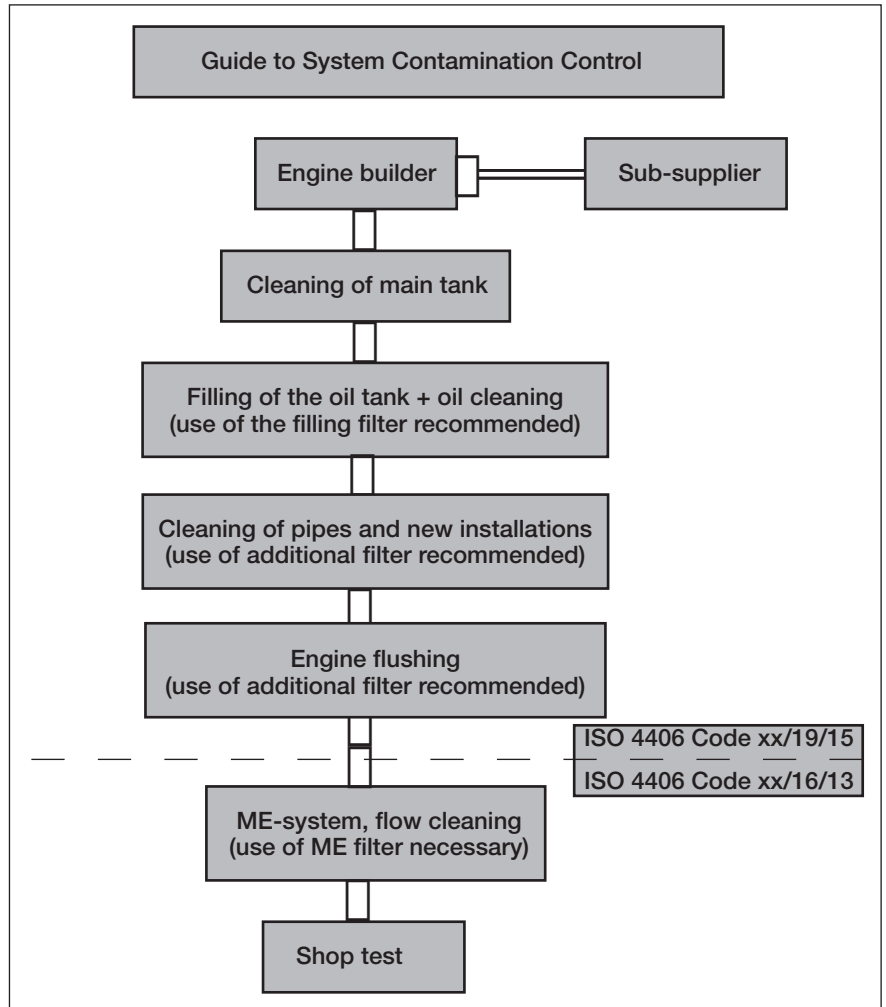 Guide to System Contamination Control
Engine builder
Sub-supplier
Cleaning of main tank
Filling of the oil tank + oil cleaning
(use of the filling filter recommended)
Cleaning of pipes and new installations
(use of additional filter recommended)
Engine flushing
(use of additional filter recommended)
ISO 4406 Code xx/19/15
ISO 4406 Code xx/16/13
ME-system, flow cleaning
(use of ME filter necessary)
Shop test